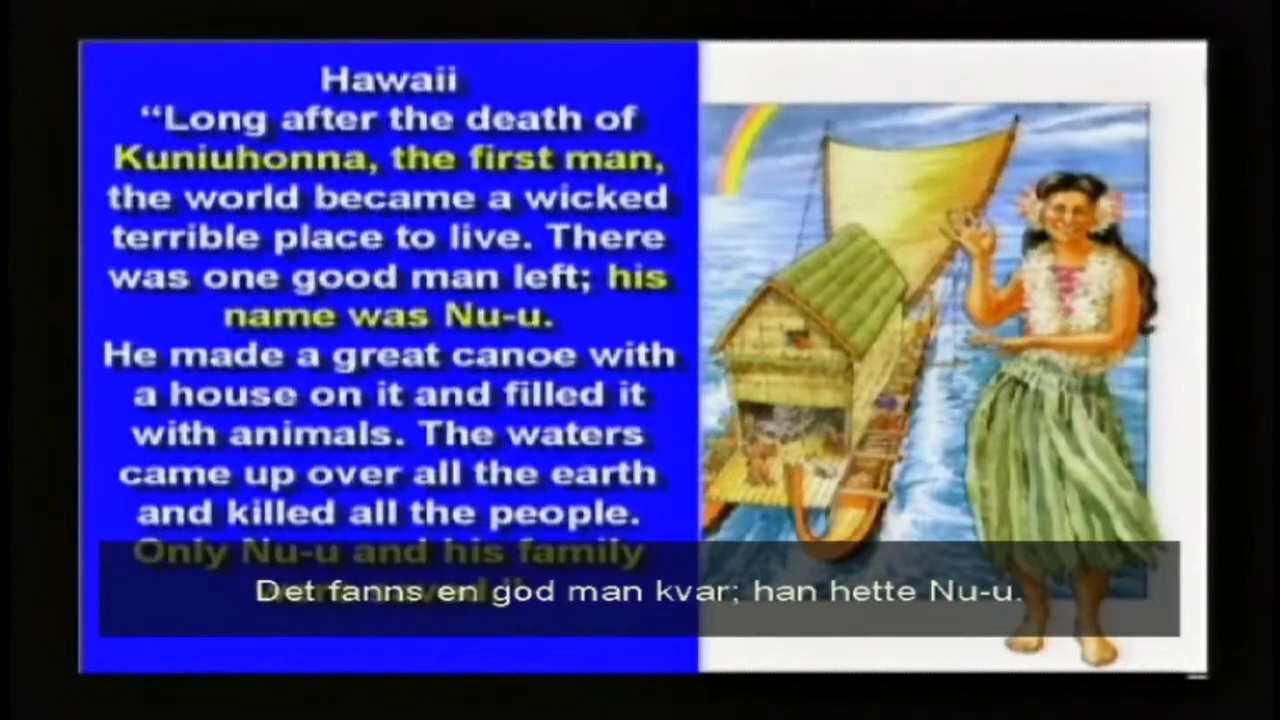 Hawaii
“Long after the death of
Kuniuhonna, the first man,
the world became a wicked
terrible place to live. There
was one good man left; his
name was Nu-u.
He made a great canoe with
a house on it and filled it
with animals. The waters
came up over all the earth
and killed all the people.
Only Nu-u and his family
Det fanns en god man kvar; han hette Nu-u.